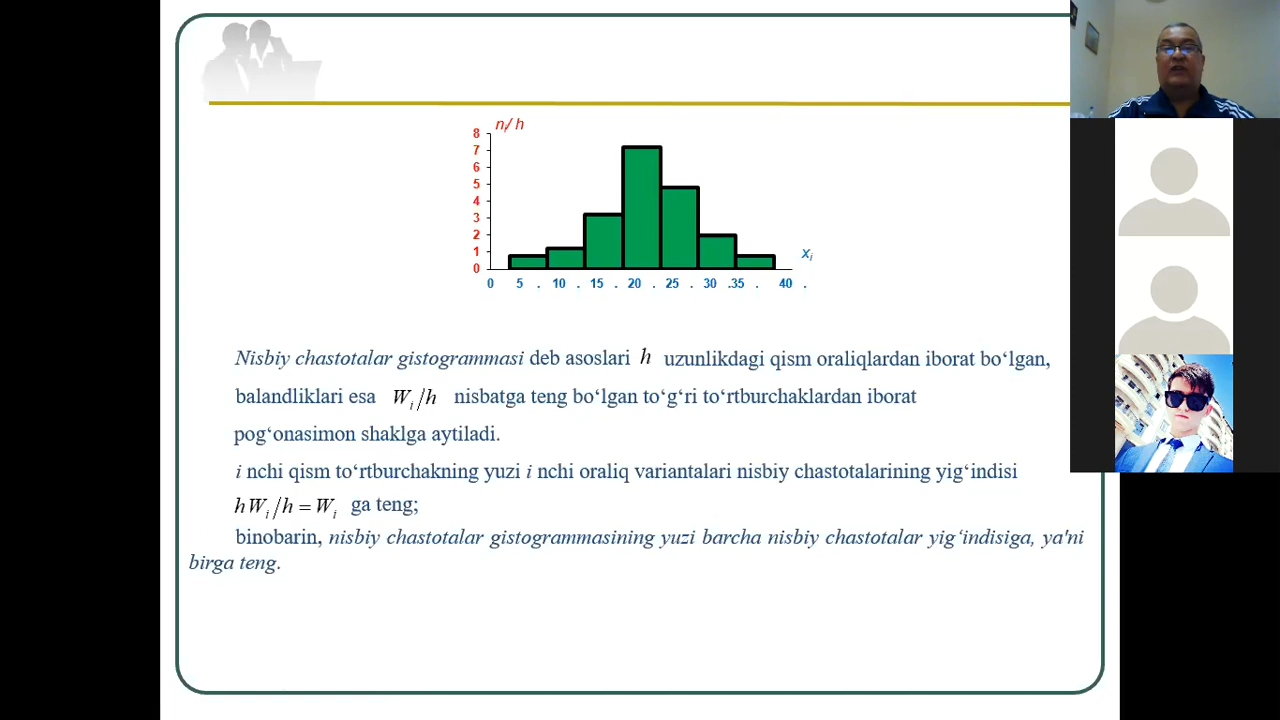 nᵢ/ h
8
7
6
5
4
3
2
1
0
xᵢ
0 5 . 10 . 15 . 20 . 25 . 30 .35 . 40 .
Nisbiy chastotalar gistogrammasi deb asoslari h uzunlikdagi qism oraliqlardan iborat bo‘lgan,
balandliklari esa Wᵢ/h nisbatga teng bo‘lgan to‘g‘ri to‘rtburchaklardan iborat
pog‘onasimon shaklga aytiladi.
i nchi qism to‘rtburchakning yuzi i nchi oraliq variantalari nisbiy chastotalarining yig‘indisi
hWᵢ/h = Wᵢ ga teng;
binobarin, nisbiy chastotalar gistogrammasining yuzi barcha nisbiy chastotalar yig‘indisiga, ya'ni
birga teng.